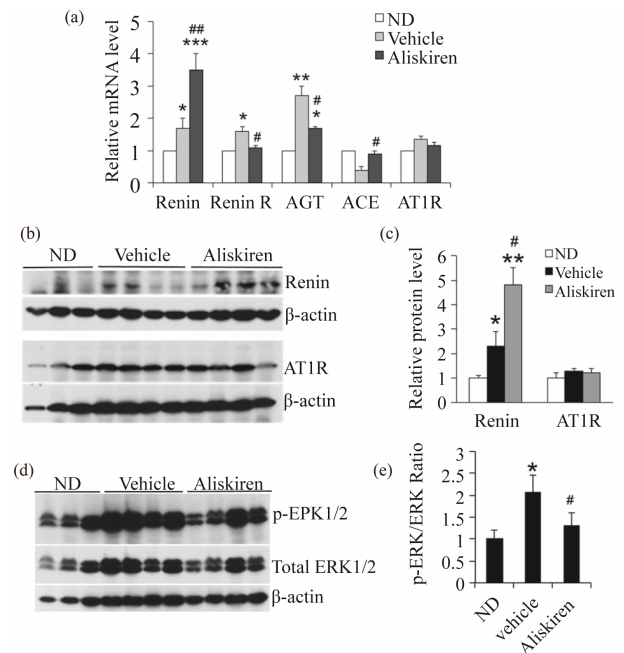 (a)
Relative mRNA level
5
4
3
2
1
0
ND
Vehicle
Aliskiren
*
##
***
*
#
**
#
*
#
Renin Renin R AGT ACE AT1R
(b)
ND Vehicle Aliskiren
Renin
β-actin
AT1R
β-actin
(c)
Relative protein level
10
8
6
5
4
2
1
0
ND
Vehicle
Aliskiren
*
#
**
Renin AT1R
(d)
ND Vehicle Aliskiren
p-EPK1/2
Total ERK1/2
β-actin
(e)
p-ERK/ERK Ratio
3
2.5
2
1.5
1
0.5
0
*
#
ND
vehicle
Aliskiren